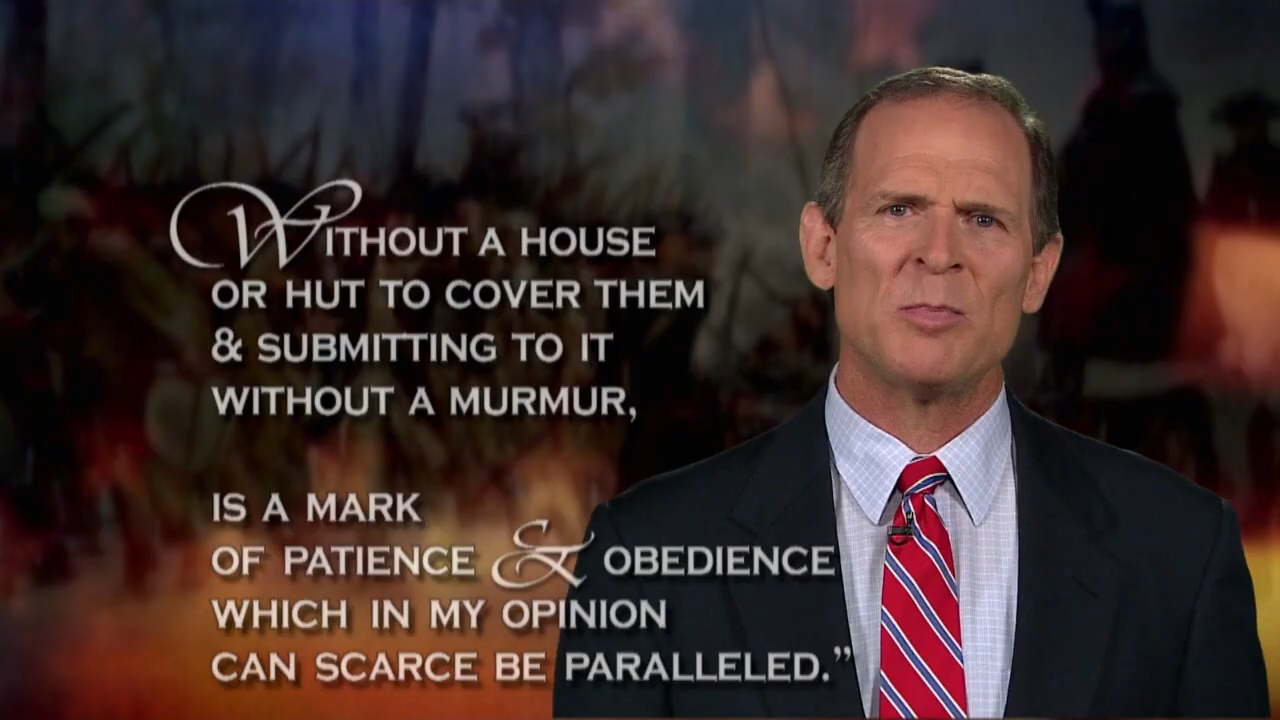 WITHOUT A HOUSE
OR HUT TO COVER THEM
& SUBMITTING TO IT
WITHOUT A MURMUR,
IS A MARK
OF PATIENCE & OBEDIENCE
WHICH IN MY OPINION
CAN SCARCE BE PARALLELED.”